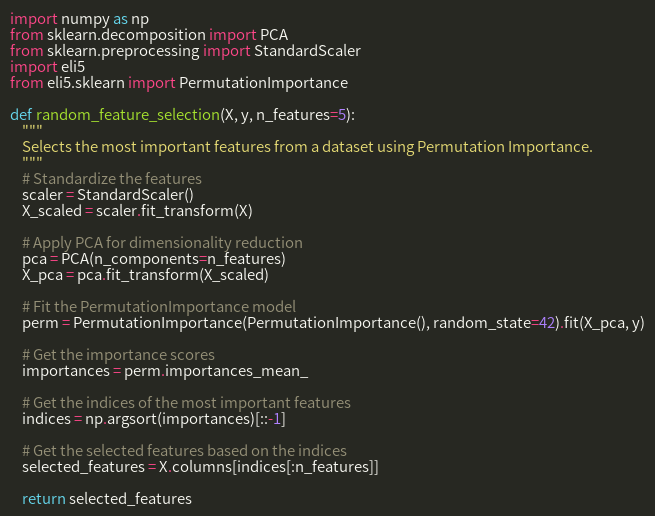 import numpy as np
from sklearn.decomposition import PCA
from sklearn.preprocessing import StandardScaler
import eli5
from eli5.sklearn import PermutationImportance

def random_feature_selection(X, y, n_features=5):
    """
    Selects the most important features from a dataset using Permutation Importance.
    """
    # Standardize the features
    scaler = StandardScaler()
    X_scaled = scaler.fit_transform(X)

    # Apply PCA for dimensionality reduction
    pca = PCA(n_components=n_features)
    X_pca = pca.fit_transform(X_scaled)

    # Fit the PermutationImportance model
    perm = PermutationImportance(PermutationImportance(), random_state=42).fit(X_pca, y)

    # Get the importance scores
    importances = perm.importances_mean_

    # Get the indices of the most important features
    indices = np.argsort(importances)[::-1]

    # Get the selected features based on the indices
    selected_features = X.columns[indices[:n_features]]

    return selected_features